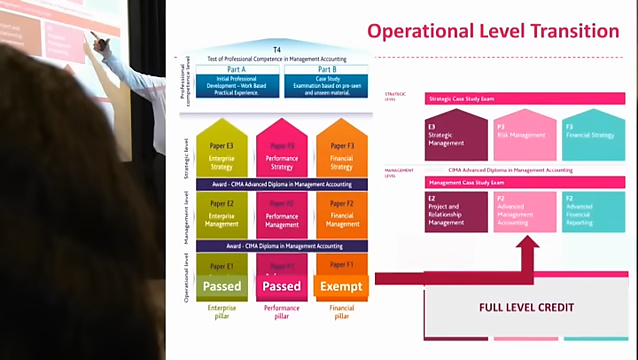 Operational Level Transition
T4
Test of Professional Competence in Management Accounting
Part A
Initial Professional
Development – Work Based
Practical Experience.
Part B
Case Study
Examination based on pre-seen
and unseen material.
Professional
competence level
Strategic level
Paper E3
Enterprise
Strategy
Paper P3
Performance
Strategy
Paper F3
Financial
Strategy
Award - CIMA Advanced Diploma in Management Accounting
Management level
Paper E2
Enterprise
Management
Paper P2
Performance
Management
Paper F2
Financial
Management
Award - CIMA Diploma in Management Accounting
Operational level
Paper E1
Passed
Passed
Paper F1
Exempt
Enterprise
pillar
Performance
pillar
Financial
pillar
STRATEGIC
LEVEL
Strategic Case Study Exam
E3
Strategic
Management
P3
Risk Management
F3
Financial Strategy
MANAGEMENT
LEVEL
CIMA Advanced Diploma in Management Accounting
Management Case Study Exam
E2
Project and
Relationship
Management
P2
Advanced
Management
Accounting
F2
Advanced
Financial
Reporting
FULL LEVEL CREDIT